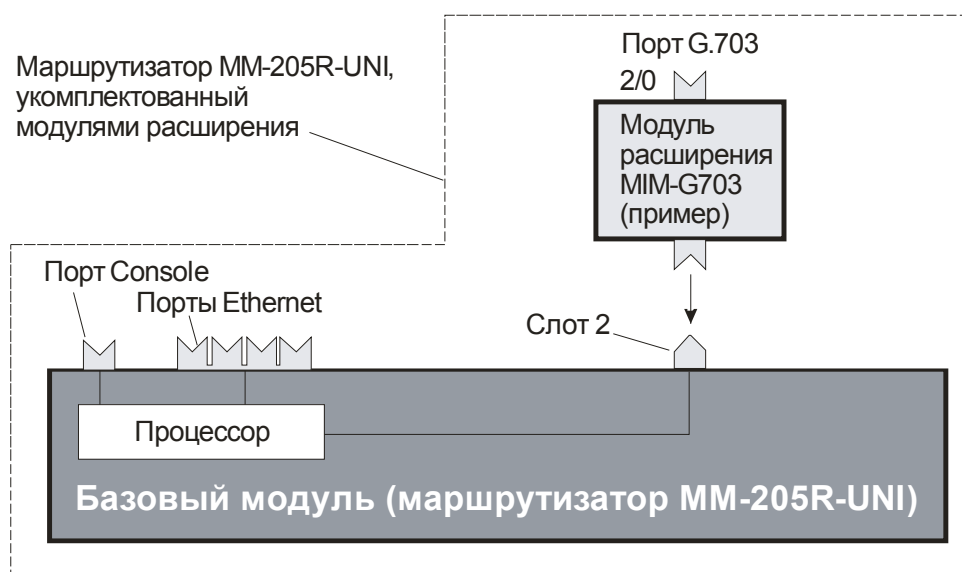 Маршрутизатор MM-205R-UNI,
укомплектованный
модулями расширения
Порт G.703
2/0
Модуль
расширения
MIM-G703
(пример)
Порт Console
Порты Ethernet
Слот 2
Процессор
Базовый модуль (маршрутизатор MM-205R-UNI)